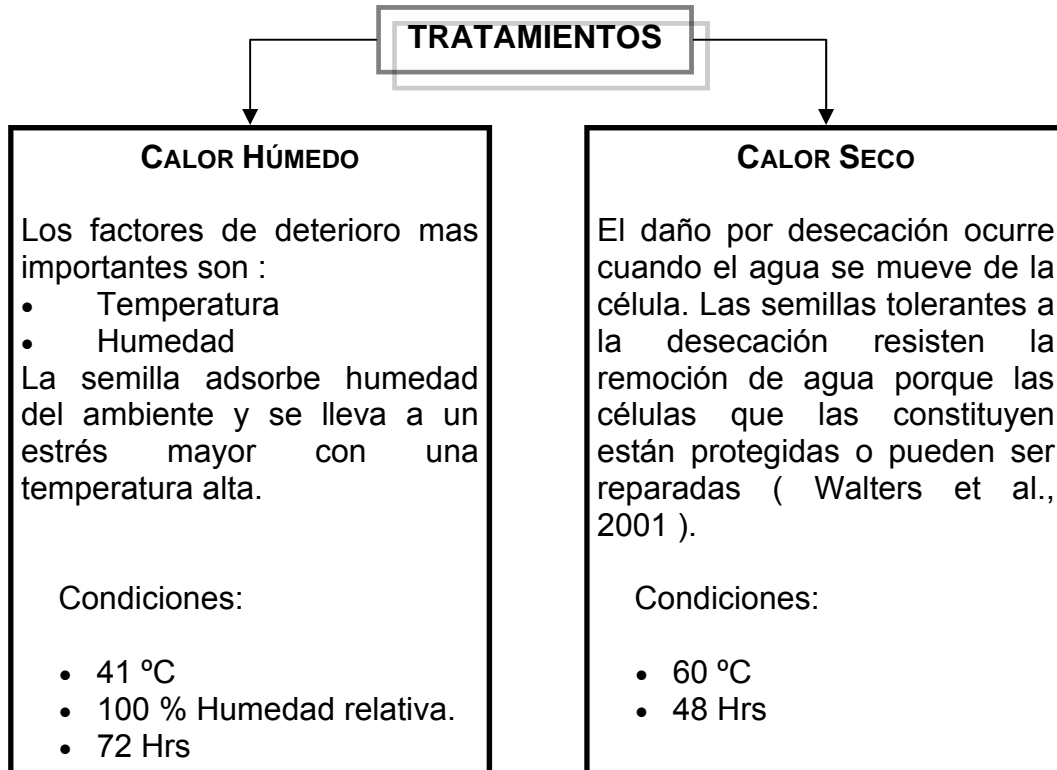 TRATAMIENTOS
CALOR HÚMEDO
Los factores de deterioro mas
importantes son :
• Temperatura
• Humedad
La semilla adsorbe humedad
del ambiente y se lleva a un
estrés mayor con una
temperatura alta.
Condiciones:
• 41 ºC
• 100 % Humedad relativa.
• 72 Hrs
CALOR SECO
El daño por desecación ocurre
cuando el agua se mueve de la
célula. Las semillas tolerantes a
la desecación resisten la
remoción de agua porque las
células que las constituyen
están protegidas o pueden ser
reparadas ( Walters et al.,
2001 ).
Condiciones:
• 60 ºC
• 48 Hrs